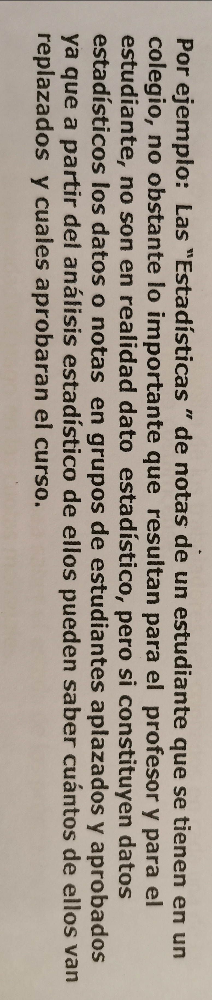 Por ejemplo: Las “Estadísticas ” de notas de un estudiante que se tienen en un
colegio, no obstante lo importante que resultan para el profesor y para el
estudiante, no son en realidad dato estadístico, pero si constituyen datos
estadísticos los datos o notas en grupos de estudiantes aplazados y aprobados
ya que a partir del análisis estadístico de ellos pueden saber cuántos de ellos van
replazados y cuales aprobaran el curso.